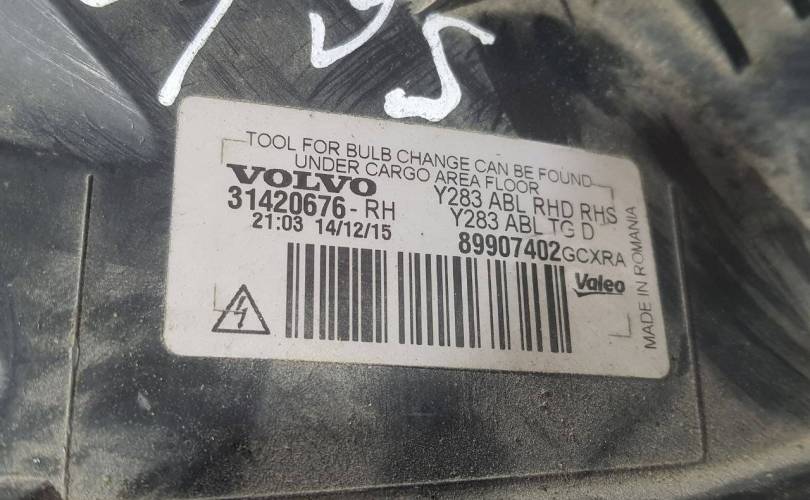 TOOL FOR BULB CHANGE CAN BE FOUND
UNDER CARGO AREA FLOOR
VOLVO
31420676-RH
21:03 14/12/15
Y283 ABL RHD RHS
Y283 ABL TG D
89907402GCXRA
Valeo
MADE IN ROMANIA